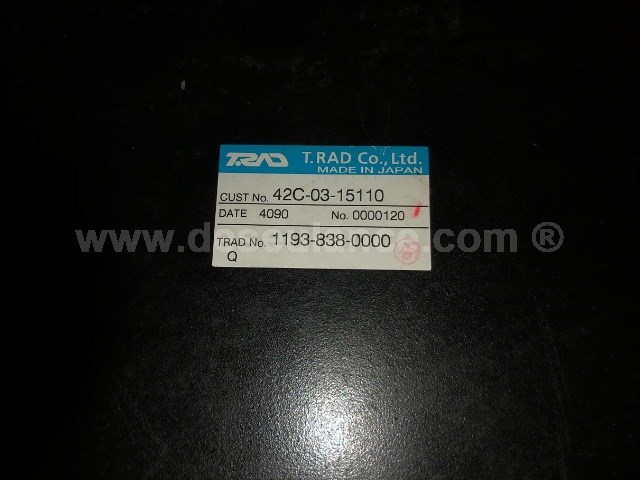 T.RAD T.RAD Co., Ltd.
MADE IN JAPAN
CUST No. 42C-03-15110
DATE 4090 No. 0000120
TRAD No. 1193-838-0000
Q